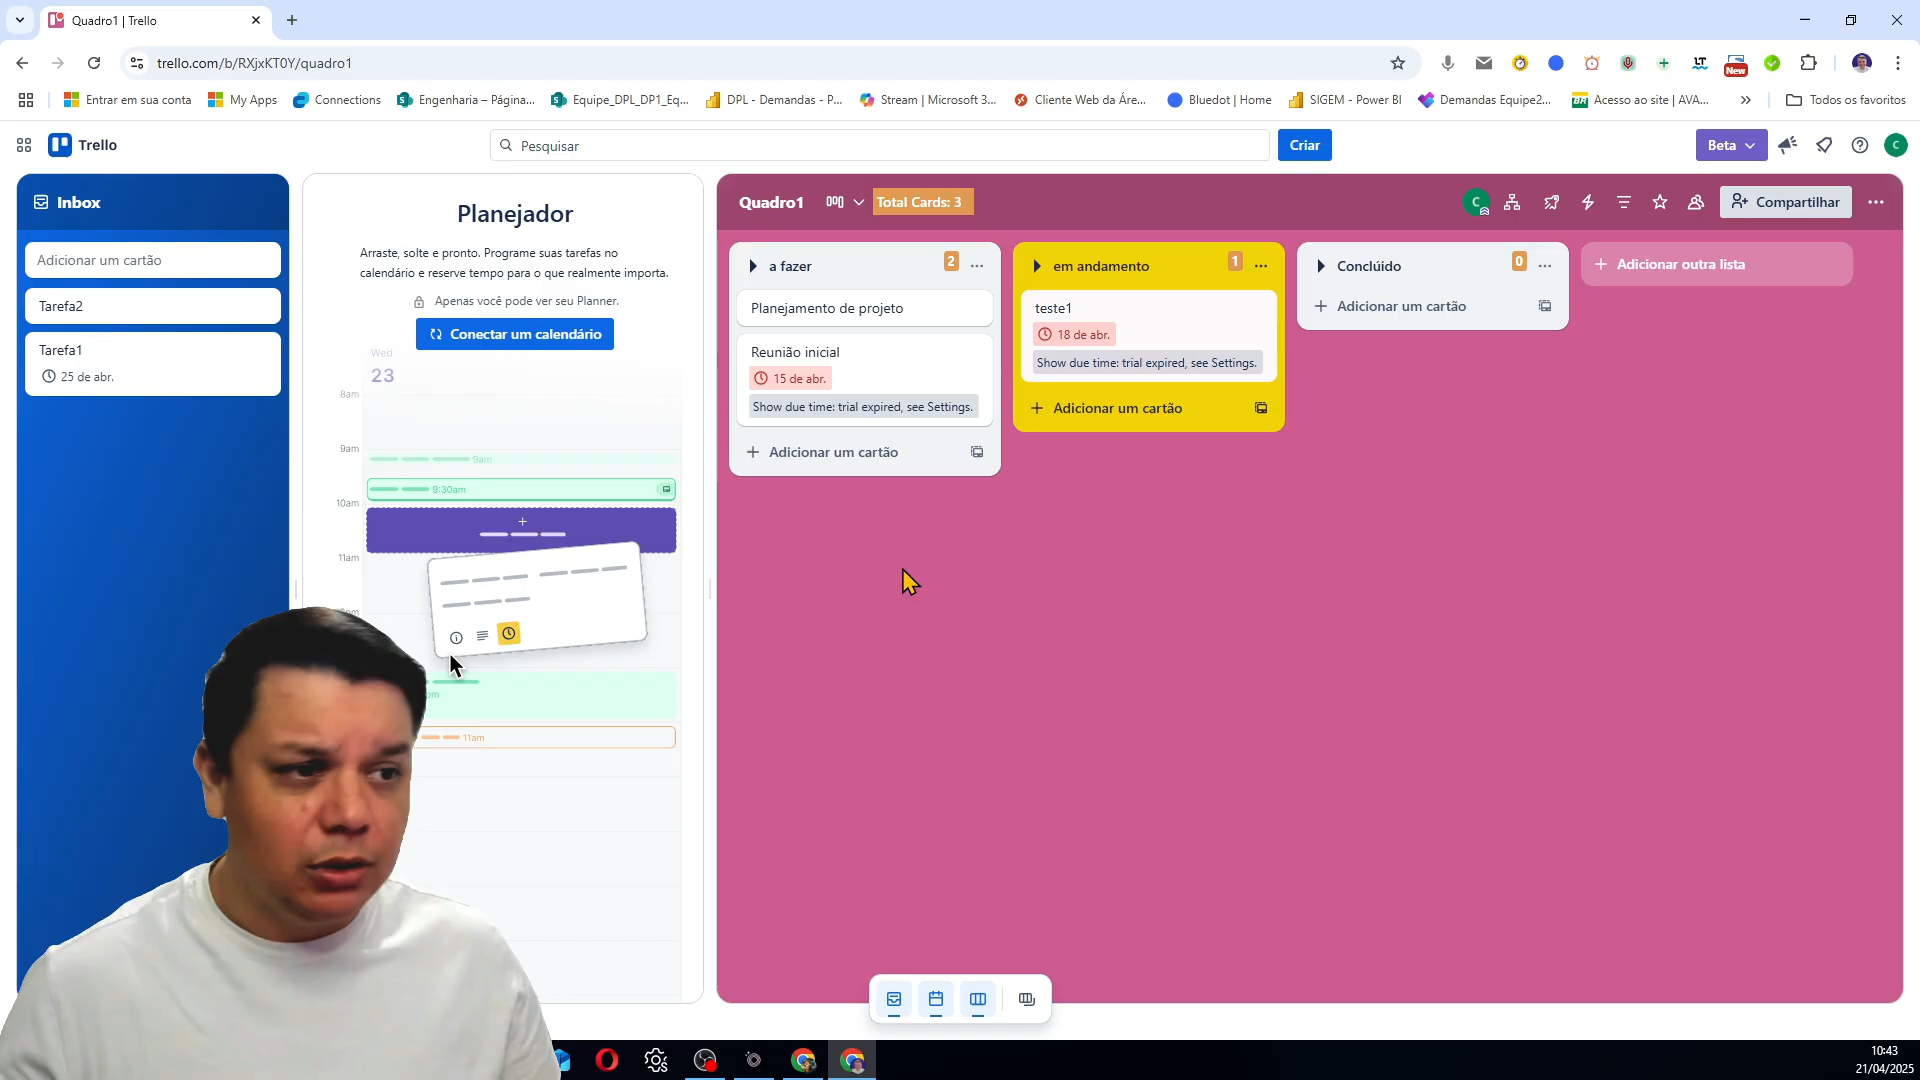 Quadro1 | Trello
trello.com/b/RXjxKT0Y/quadro1
New
Entrar em sua conta
My Apps
Connections
Engenharia – Página...
Equipe_DPL_DP1_Eq...
DPL - Demandas - P...
Stream | Microsoft 3...
Cliente Web da Áre...
Bluedot | Home
SIGEM - Power BI
Demandas Equipe2...
Acesso ao site | AVA...
Todos os favoritos
Trello
Pesquisar
Criar
Beta
C
Inbox
Adicionar um cartão
Tarefa2
Tarefa1
25 de abr.
Planejador
Arraste, solte e pronto. Programe suas tarefas no
calendário e reserve tempo para o que realmente importa.
Apenas você pode ver seu Planner.
Conectar um calendário
Wed
23
8am
9am
9am
9:30am
10am
11am
11am
Quadro1
Total Cards: 3
C
Compartilhar
a fazer
2
Planejamento de projeto
Reunião inicial
15 de abr.
Show due time: trial expired, see Settings.
Adicionar um cartão
em andamento
1
teste1
18 de abr.
Show due time: trial expired, see Settings.
Adicionar um cartão
Conclúido
0
Adicionar um cartão
Adicionar outra lista
10:43
21/04/2025